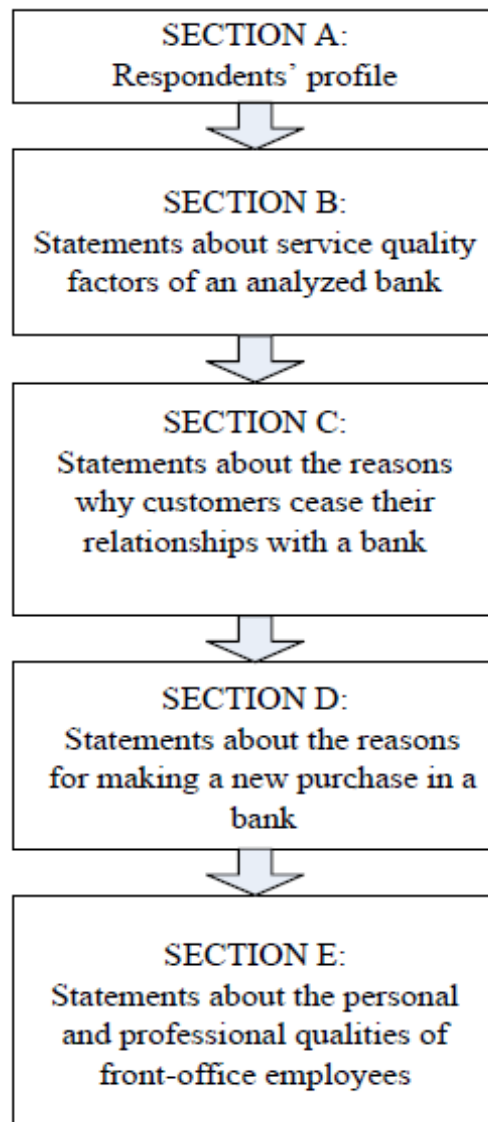 SECTION A:
Respondents’ profile
SECTION B:
Statements about service quality
factors of an analyzed bank
SECTION C:
Statements about the reasons
why customers cease their
relationships with a bank
SECTION D:
Statements about the reasons
for making a new purchase in a
bank
SECTION E:
Statements about the personal
and professional qualities of
front-office employees